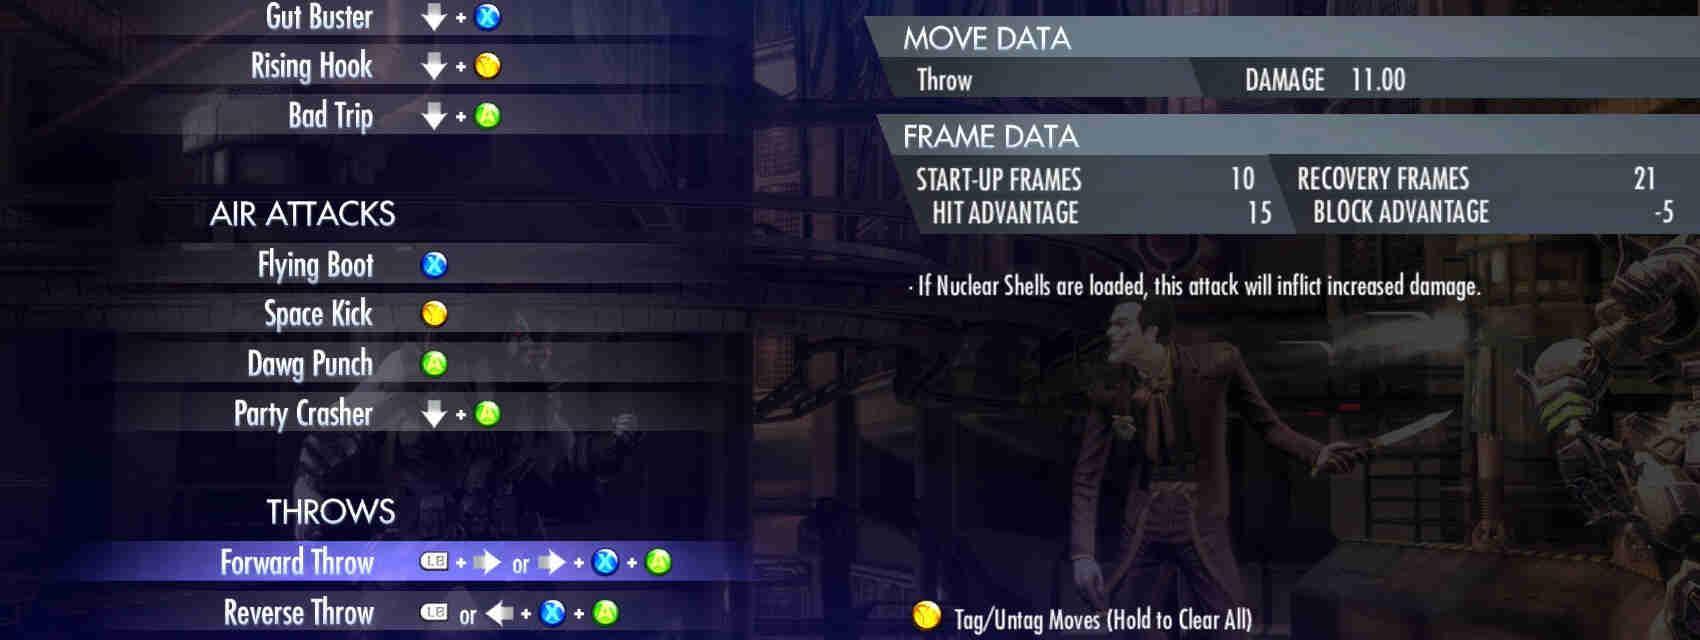 Gut Buster + X
Rising Hook + Y
Bad Trip + A
AIR ATTACKS
Flying Boot X
Space Kick Y
Dawg Punch A
Party Crasher + A
THROWS
Forward Throw LB + or + X + A
Reverse Throw LB or + X + A
MOVE DATA
Throw DAMAGE 11.00
FRAME DATA
START-UP FRAMES 10 RECOVERY FRAMES 21
HIT ADVANTAGE 15 BLOCK ADVANTAGE -5
· If Nuclear Shells are loaded, this attack will inflict increased damage.
Y Tag/Untag Moves (Hold to Clear All)